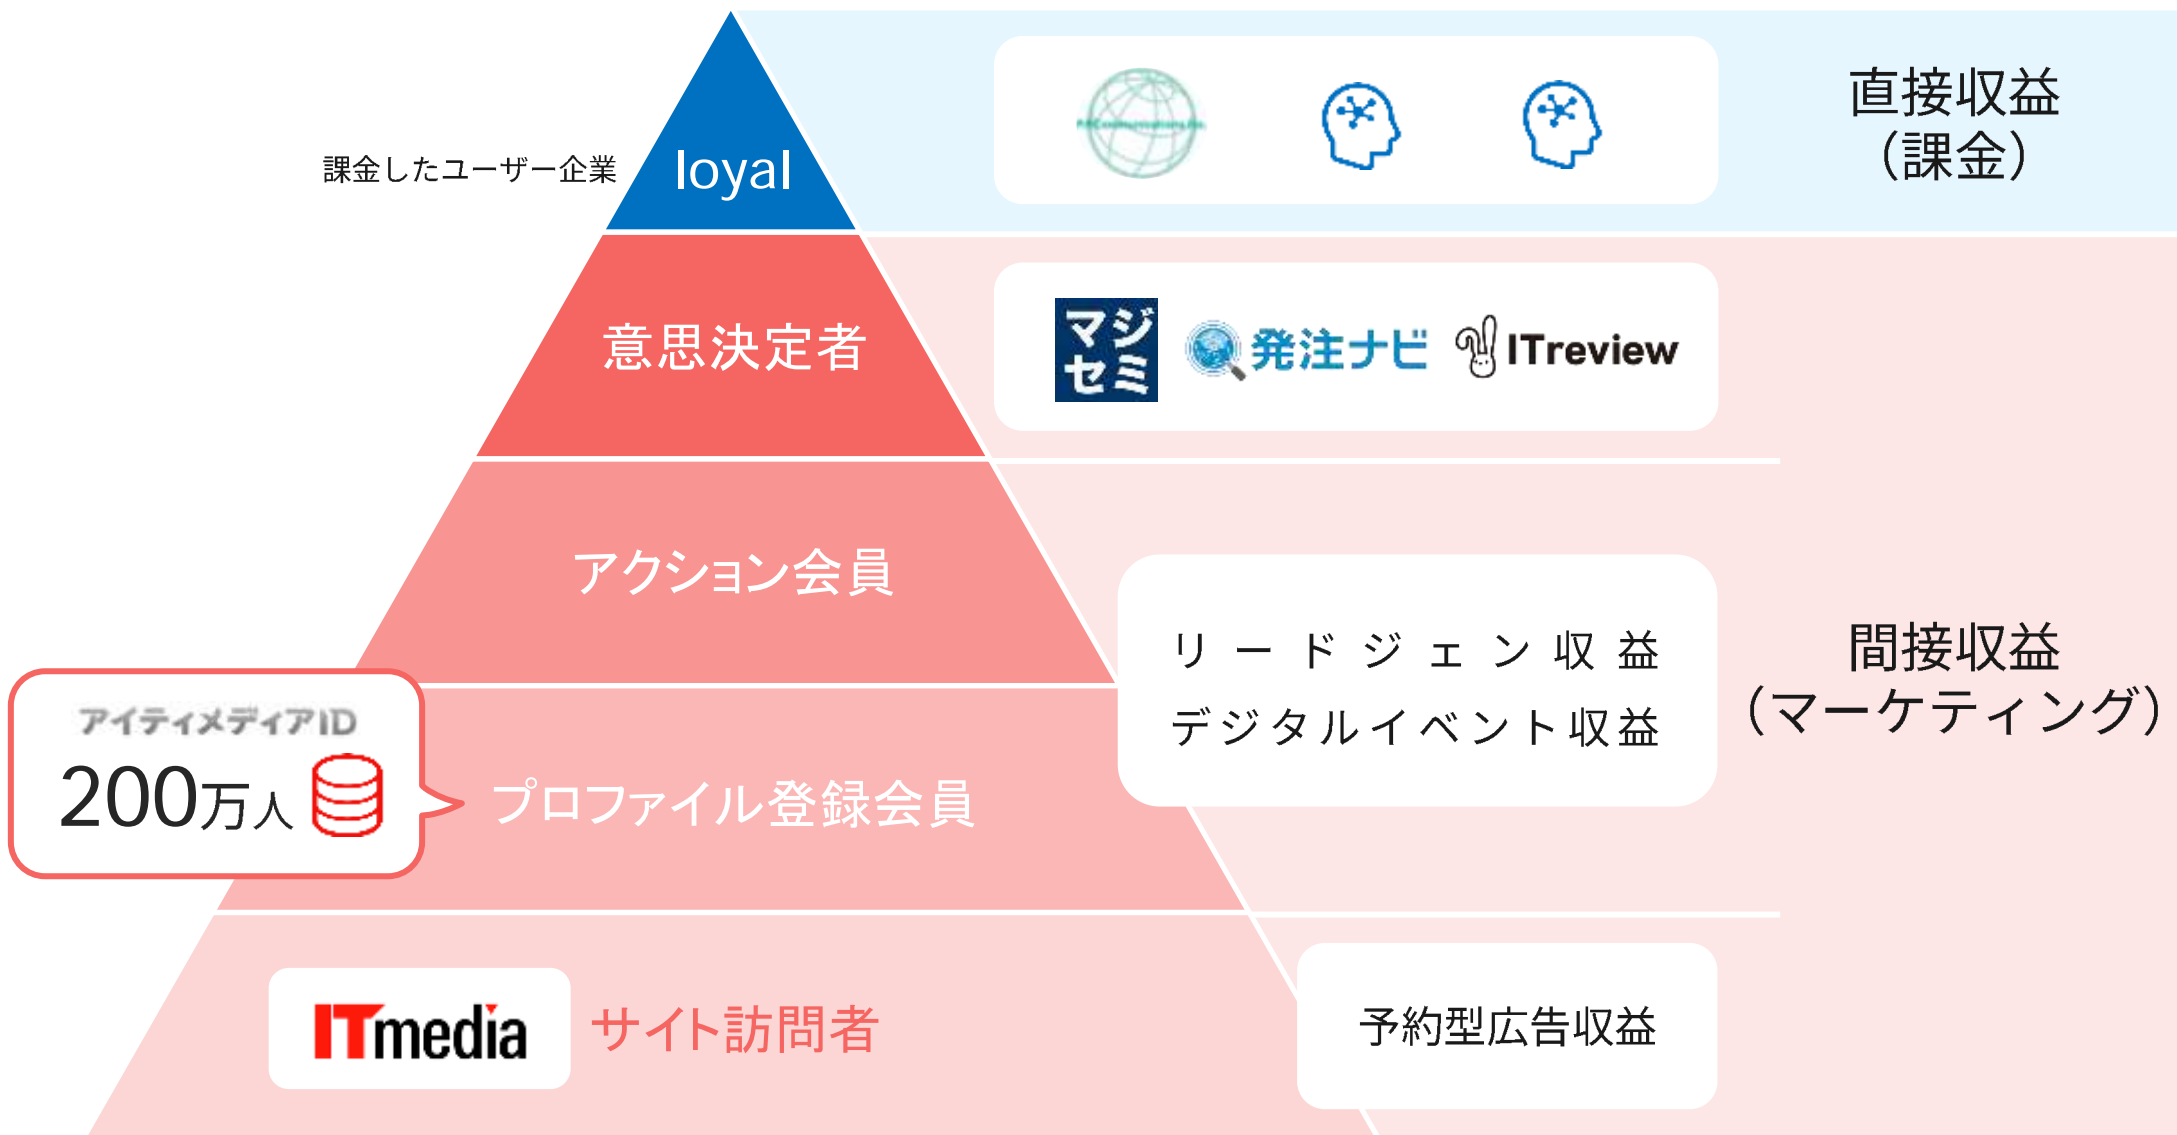 直接収益
（課金）
課金したユーザー企業
loyal
マジ
セミ
発注ナビ
ITreview
意思決定者
アクション会員
リードジェン収益
デジタルイベント収益
間接収益
（マーケティング）
アイティメディアID
200万人
プロファイル登録会員
ITmedia
サイト訪問者
予約型広告収益